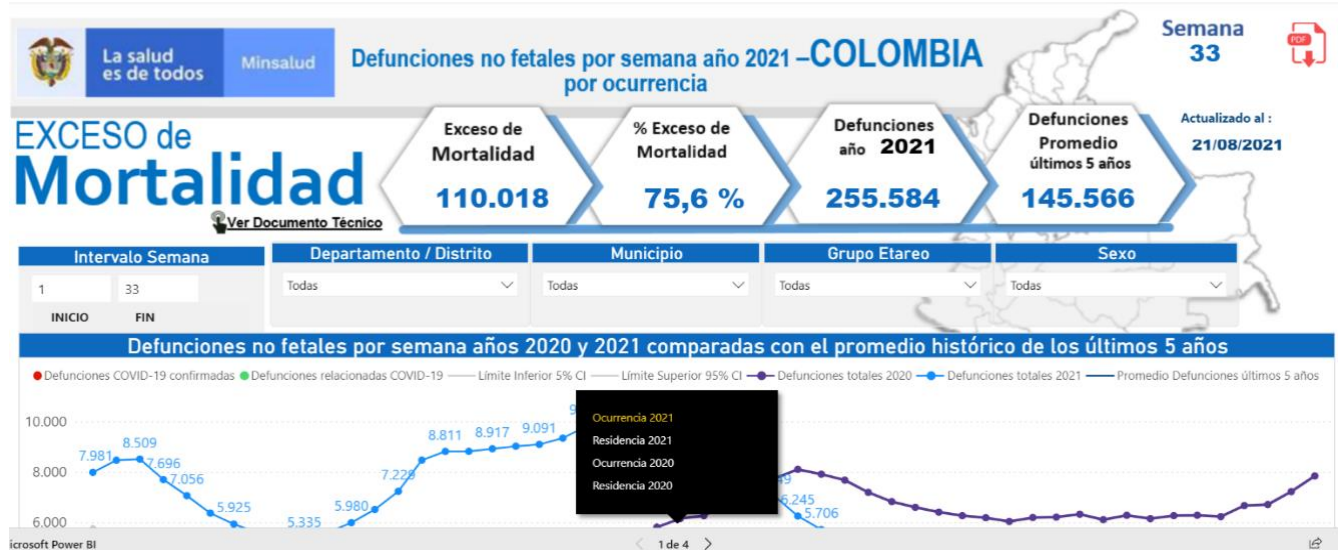 La salud
es de todos
Minsalud
Defunciones no fetales por semana año 2021 –COLOMBIA
por ocurrencia
Semana
33
PDF
EXCESO de
Mortalidad
Ver Documento Técnico
Exceso de
Mortalidad
110.018
% Exceso de
Mortalidad
75,6 %
Defunciones
año 2021
255.584
Defunciones
Promedio
últimos 5 años
145.566
Actualizado al :
21/08/2021
Intervalo Semana
1 33
INICIO FIN
Departamento / Distrito
Todas
Municipio
Todas
Grupo Etareo
Todas
Sexo
Todas
Defunciones no fetales por semana años 2020 y 2021 comparadas con el promedio histórico de los últimos 5 años
Defunciones COVID-19 confirmadas Defunciones relacionadas COVID-19 Límite Inferior 5% CI Límite Superior 95% CI Defunciones totales 2020 Defunciones totales 2021 Promedio Defunciones últimos 5 años
10.000
8.000
6.000
7.981
8.509
7.696
7.056
5.925
5.335
5.980
7.229
8.811
8.917
9.091
6.245
5.706
Ocurrencia 2021
Residencia 2021
Ocurrencia 2020
Residencia 2020
icrosoft Power BI
1 de 4